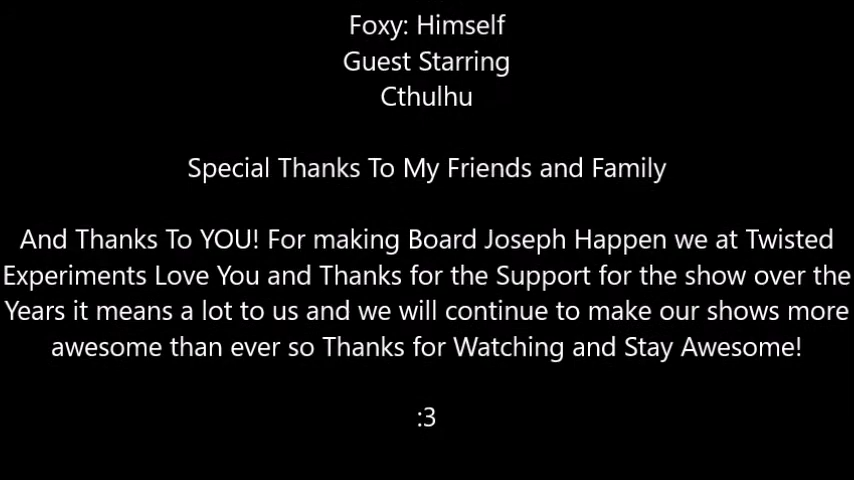 Foxy: Himself
Guest Starring
Cthulhu
Special Thanks To My Friends and Family
And Thanks To YOU! For making Board Joseph Happen we at Twisted
Experiments Love You and Thanks for the Support for the show over the
Years it means a lot to us and we will continue to make our shows more
awesome than ever so Thanks for Watching and Stay Awesome!
:3